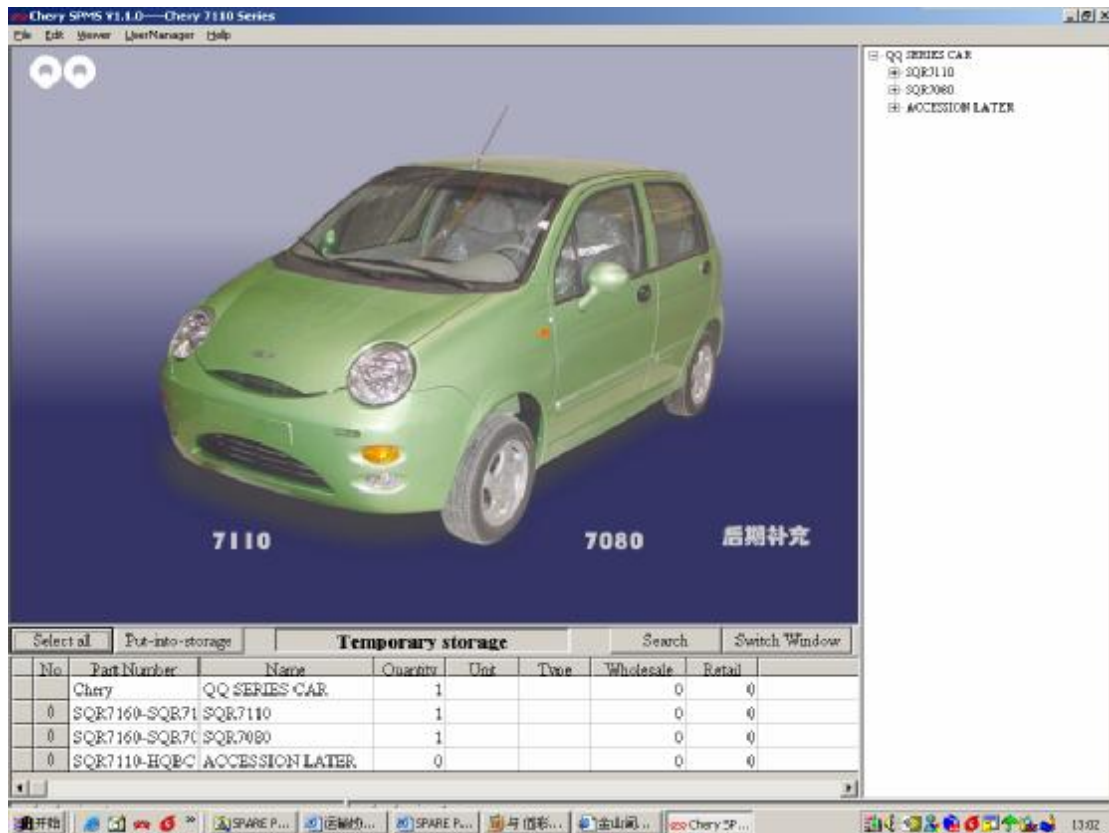 Chery SPMS V1.1.0----Chery 7110 Series
File Edit Viewer UserManager Help
QQ
QQ SERIES CAR
SQR7110
SQR7080
ACCESSION LATER
7110 7080 后期补充
Select all Put-into-storage Temporary storage Search Switch Window
No Part Number Name Quantity Unit Type Wholesale Retail
Chery QQ SERIES CAR 1 0 0
0 SQR7160-SQR71 SQR7110 1 0 0
0 SQR7160-SQR70 SQR7080 1 0 0
0 SQR7110-HQBC ACCESSION LATER 0 0 0
开始 SPARE P... SPARE P... Chery SP... 13:02